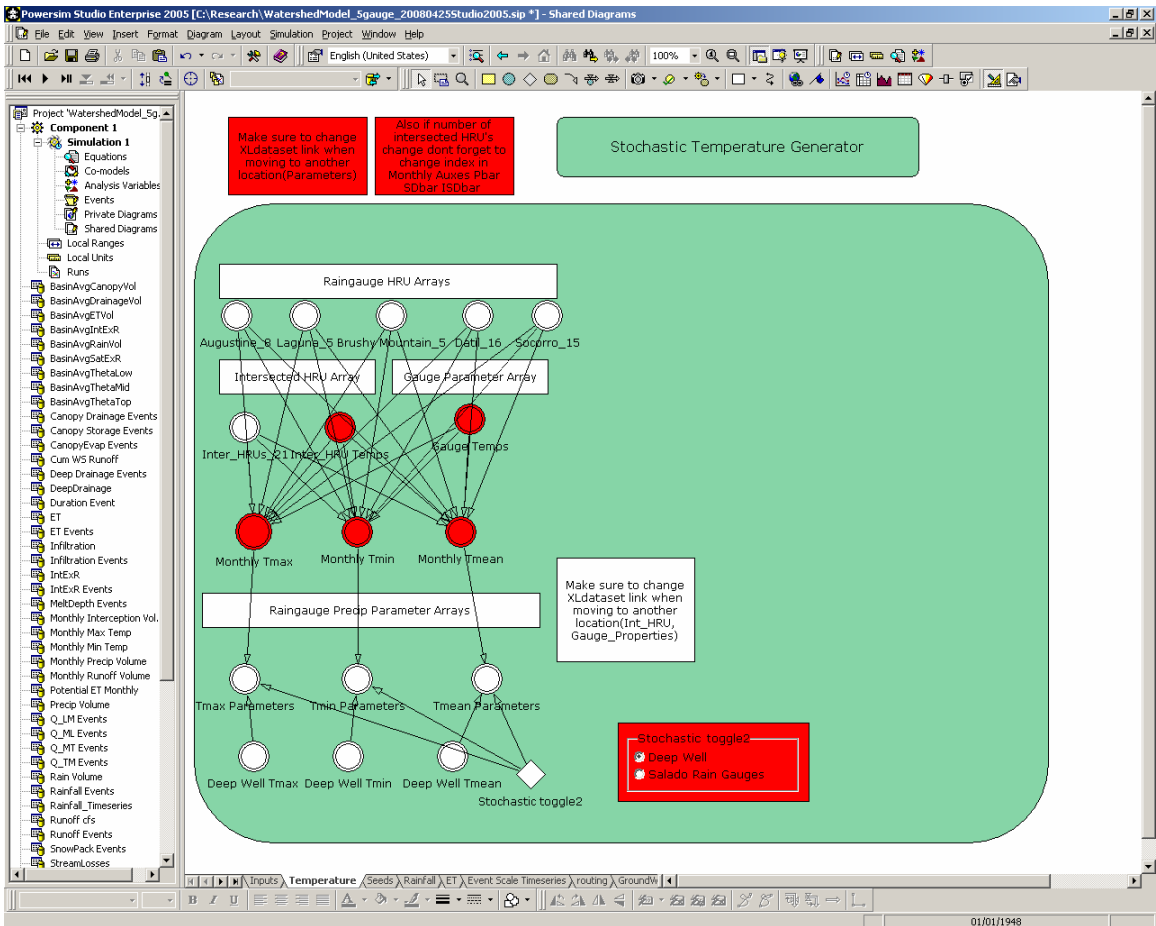 Powersim Studio Enterprise 2005 [C:\Research\WatershedModel_5gauge_20080425Studio2005.sip *] - Shared Diagrams
File Edit View Insert Format Diagram Layout Simulation Project Window Help
English (United States)
100%
Project 'WatershedModel_5g.
Component 1
Simulation 1
Equations
Co-models
Analysis Variables
Events
Private Diagrams
Shared Diagrams
Local Ranges
Local Units
Runs
BasinAvgCanopyVol
BasinAvgDrainageVol
BasinAvgETVol
BasinAvgIntExR
BasinAvgRainVol
BasinAvgSatExR
BasinAvgThetaLow
BasinAvgThetaMid
BasinAvgThetaTop
Canopy Drainage Events
Canopy Storage Events
CanopyEvap Events
Cum WS Runoff
Deep Drainage Events
DeepDrainage
Duration Event
ET
ET Events
Infiltration
Infiltration Events
IntExR
IntExR Events
MeltDepth Events
Monthly Interception Vol.
Monthly Max Temp
Monthly Min Temp
Monthly Precip Volume
Monthly Runoff Volume
Potential ET Monthly
Precip Volume
Q_LM Events
Q_ML Events
Q_MT Events
Q_TM Events
Rain Volume
Rainfall Events
Rainfall_Timeseries
Runoff cfs
Runoff Events
SnowPack Events
StreamLosses
Make sure to change
XLdataset link when
moving to another
location(Parameters)
Also if number of
intersected HRU's
change dont forget to
change index in
Monthly Auxes Pbar
SDbar ISDbar
Stochastic Temperature Generator
Raingauge HRU Arrays
Augustine_8 Laguna_5 Brushy Mountain_5 Datil_16 Socorro_15
Intersected HRU Array Gauge Parameter Array
Inter_HRUs_21 Inter_HRU Temps Gauge Temps
Monthly Tmax Monthly Tmin Monthly Tmean
Raingauge Precip Parameter Arrays
Make sure to change
XLdataset link when
moving to another
location(Int_HRU,
Gauge_Properties)
Tmax Parameters Tmin Parameters Tmean Parameters
Deep Well Tmax Deep Well Tmin Deep Well Tmean
Stochastic toggle2
Stochastic toggle2
Deep Well
Salado Rain Gauges
Inputs Temperature Seeds Rainfall ET Event Scale Timeseries routing GroundW
B I U
01/01/1948